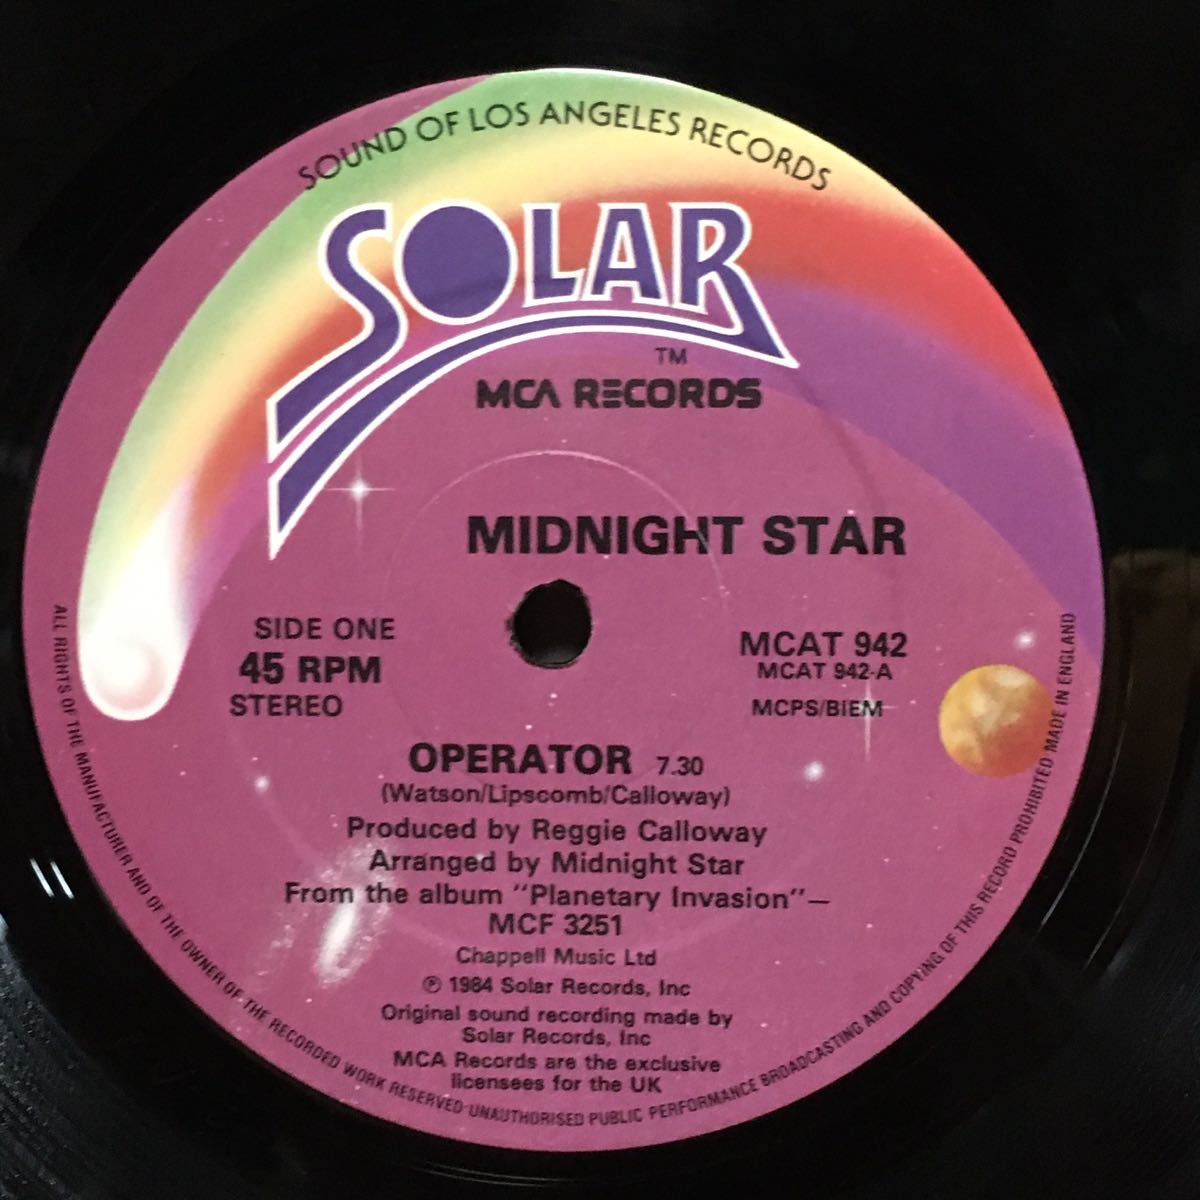 SOUND OF LOS ANGELES RECORDS
SOLAR
TM
MCA RECORDS
MIDNIGHT STAR
SIDE ONE
45 RPM
STEREO
MCAT 942
MCAT 942-A
MCPS/BIEM
OPERATOR 7.30
(Watson/Lipscomb/Calloway)
Produced by Reggie Calloway
Arranged by Midnight Star
From the album "Planetary Invasion"—
MCF 3251
Chappell Music Ltd
℗ 1984 Solar Records, Inc
Original sound recording made by
Solar Records, Inc
MCA Records are the exclusive
licensees for the UK
ALL RIGHTS OF THE MANUFACTURER AND OF THE OWNER OF THE RECORDED WORK RESERVED UNAUTHORISED PUBLIC PERFORMANCE BROADCASTING AND COPYING OF THIS RECORD PROHIBITED MADE IN ENGLAND